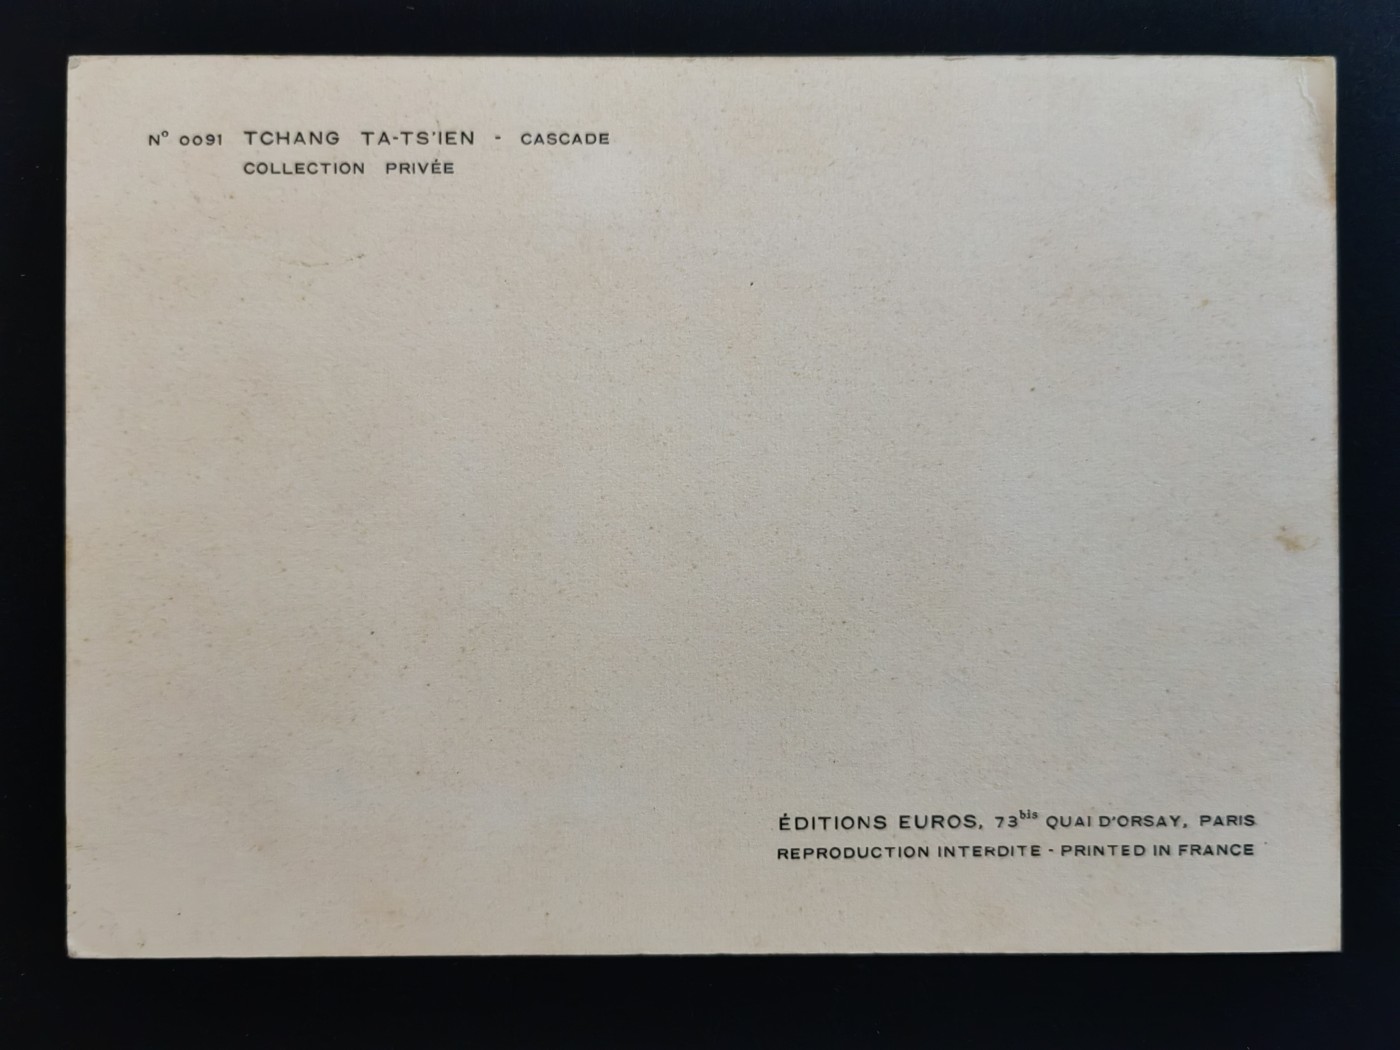 Nº 0091 TCHANG TA-TS'IEN - CASCADE
COLLECTION PRIVÉE
ÉDITIONS EUROS, 73bis QUAI D'ORSAY, PARIS
REPRODUCTION INTERDITE - PRINTED IN FRANCE